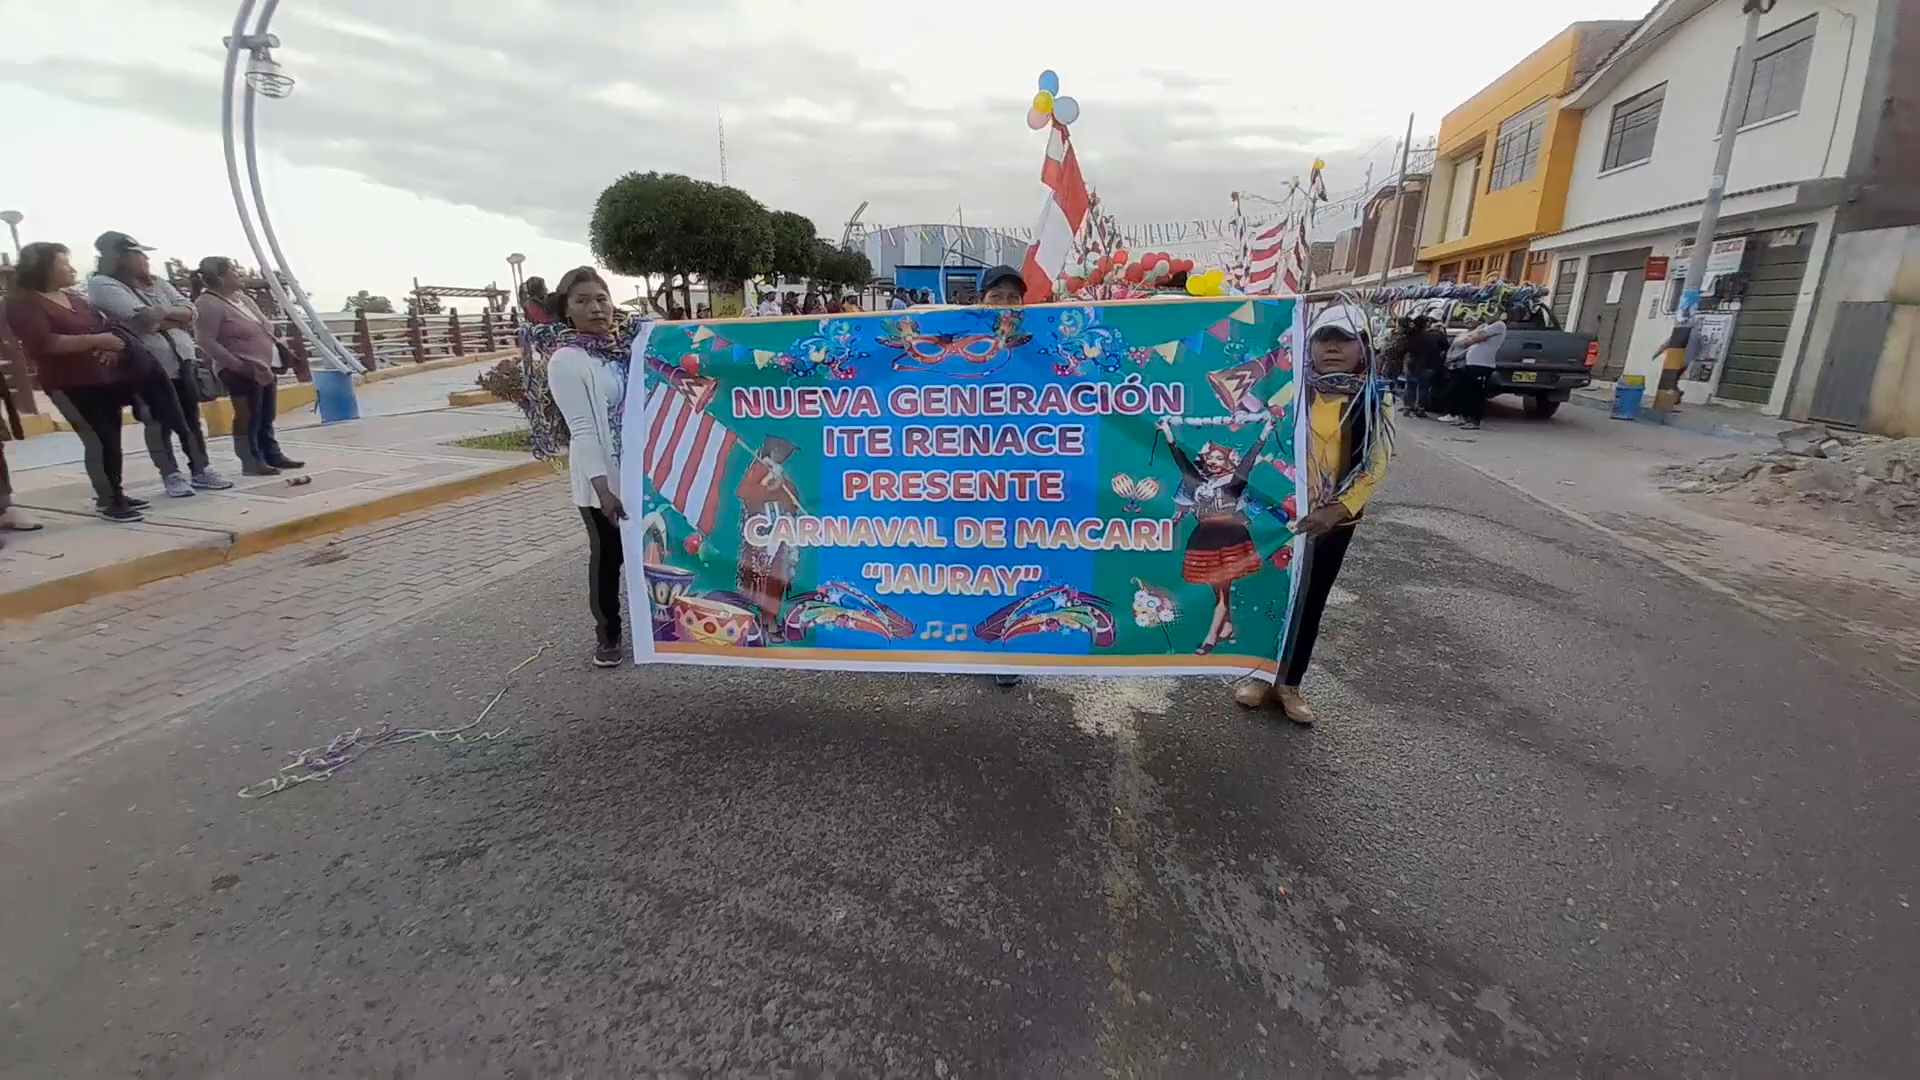 NUEVA GENERACIÓN
ITE RENACE
PRESENTE
CARNAVAL DE MACARI
“JAURAY”